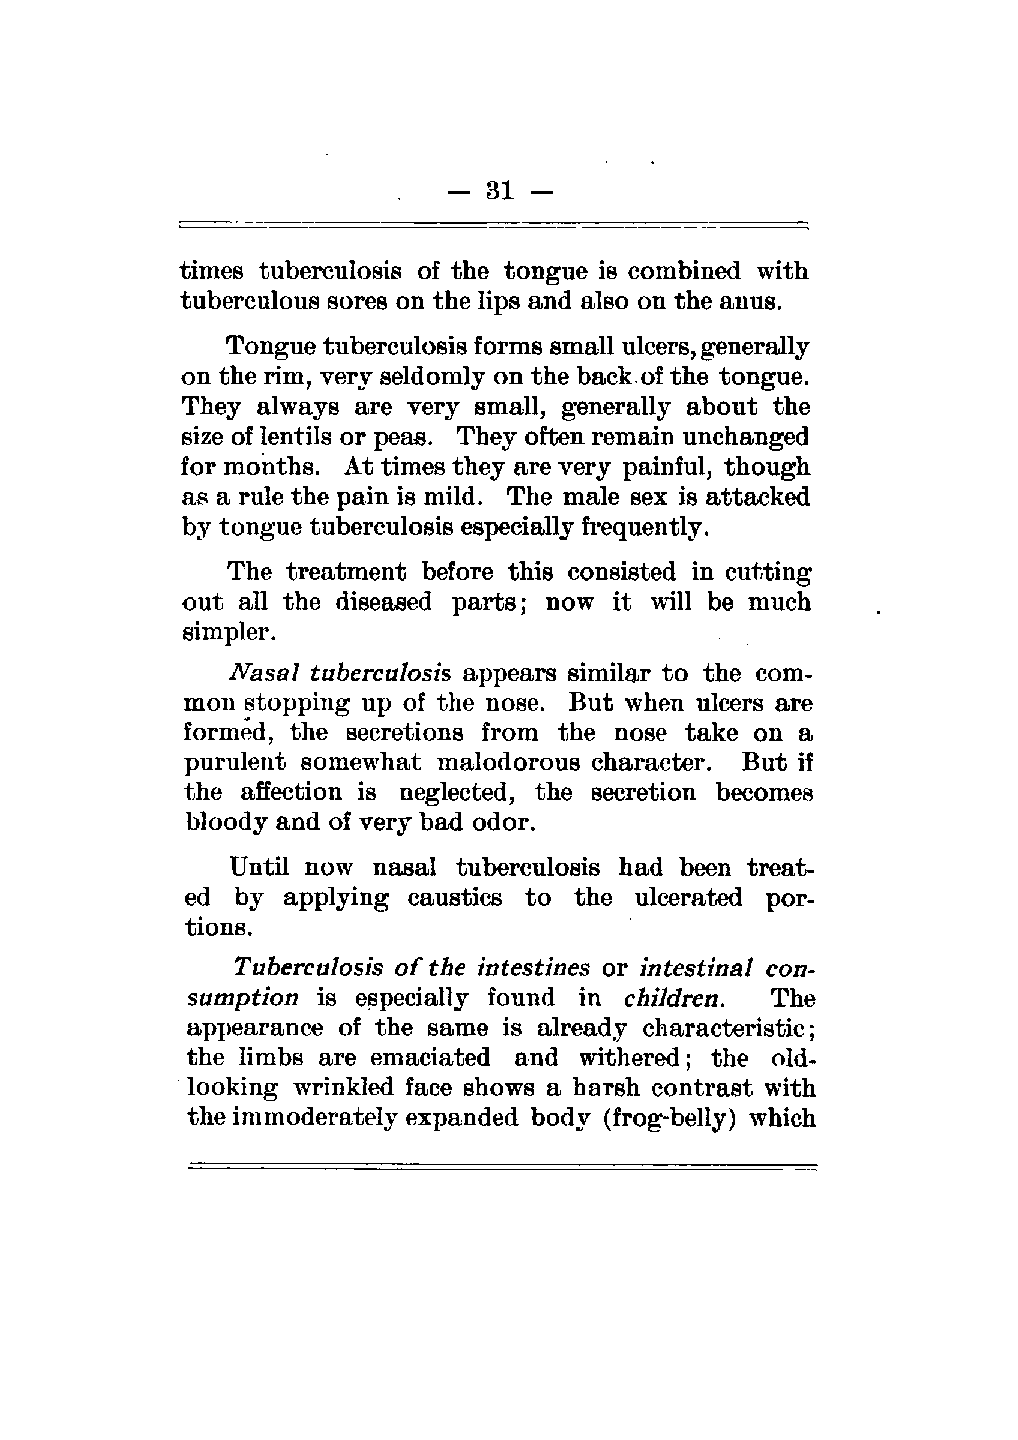 — 31 —
times tuberculosis of the tongue is combined with
tuberculous sores on the lips and also on the anus.
Tongue tuberculosis forms small ulcers, generally
on the rim, very seldomly on the back of the tongue.
They always are very small, generally about the
size of lentils or peas. They often remain unchanged
for months. At times they are very painful, though
as a rule the pain is mild. The male sex is attacked
by tongue tuberculosis especially frequently.
The treatment before this consisted in cutting
out all the diseased parts; now it will be much
simpler.
Nasal tuberculosis appears similar to the com-
mon stopping up of the nose. But when ulcers are
formed, the secretions from the nose take on a
purulent somewhat malodorous character. But if
the affection is neglected, the secretion becomes
bloody and of very bad odor.
Until now nasal tuberculosis had been treat-
ed by applying caustics to the ulcerated por-
tions.
Tuberculosis of the intestines or intestinal con-
sumption is especially found in children. The
appearance of the same is already characteristic;
the limbs are emaciated and withered; the old-
looking wrinkled face shows a harsh contrast with
the immoderately expanded body (frog-belly) which